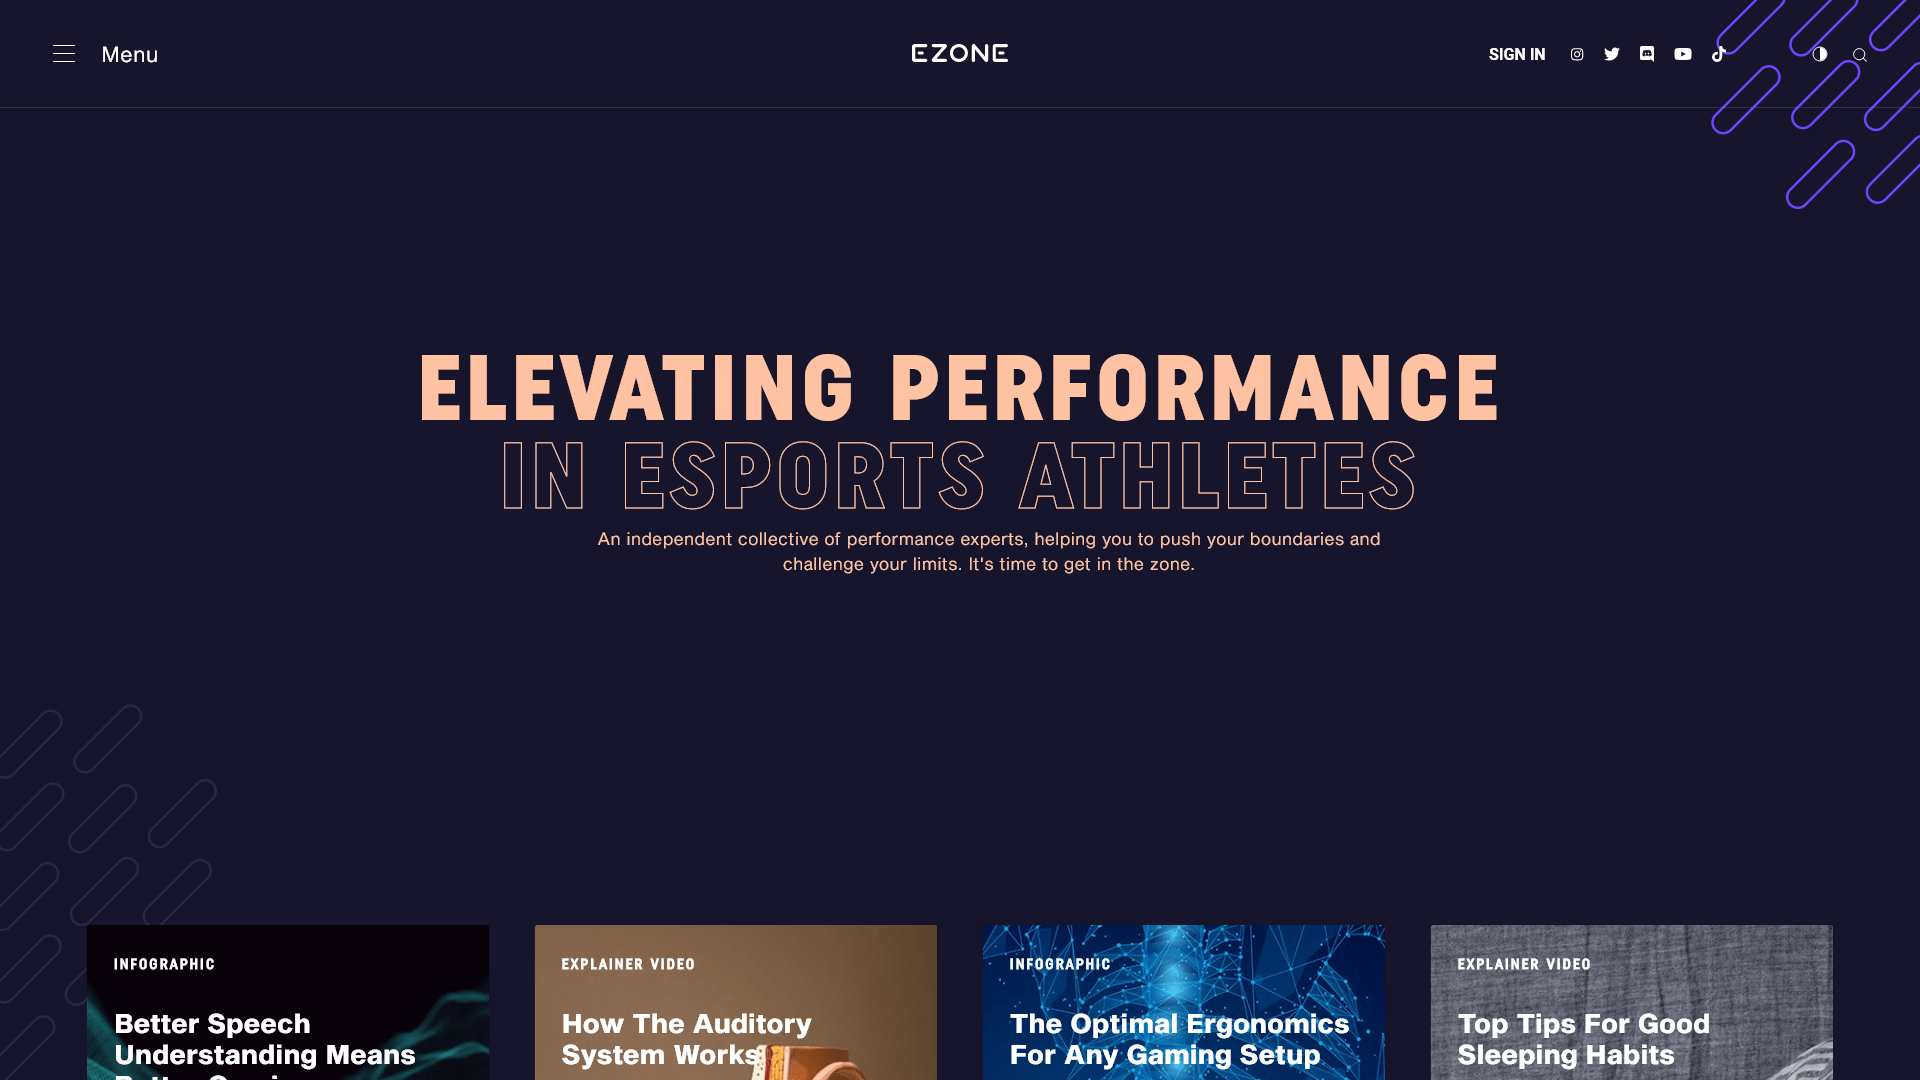 Menu
EZONE
SIGN IN
ELEVATING PERFORMANCE
IN ESPORTS ATHLETES
An independent collective of performance experts, helping you to push your boundaries and
challenge your limits. It's time to get in the zone.
INFOGRAPHIC
Better Speech
Understanding Means
EXPLAINER VIDEO
How The Auditory
System Works
INFOGRAPHIC
The Optimal Ergonomics
For Any Gaming Setup
EXPLAINER VIDEO
Top Tips For Good
Sleeping Habits